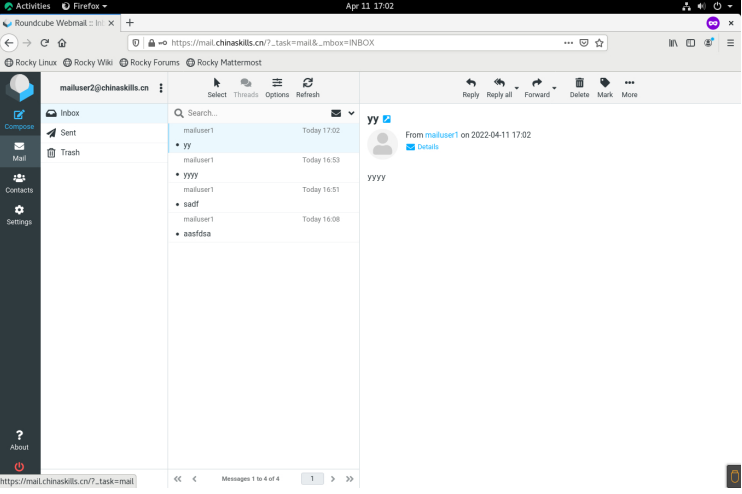 Activities Firefox Apr 11 17:02
Roundcube Webmail :: In
https://mail.chinaskills.cn/?_task=mail&_mbox=INBOX
Rocky Linux Rocky Wiki Rocky Forums Rocky Mattermost
mailuser2@chinaskills.cn
Select Threads Options Refresh
Reply Reply all Forward Delete Mark More
Compose
Mail
Contacts
Settings
About
Inbox
Sent
Trash
Search...
mailuser1 Today 17:02
yy
mailuser1 Today 16:53
yyyy
mailuser1 Today 16:51
sadf
mailuser1 Today 16:08
aasfdsa
Messages 1 to 4 of 4 1
yy
From mailuser1 on 2022-04-11 17:02
Details
yyyy
https://mail.chinaskills.cn/?_task=mail